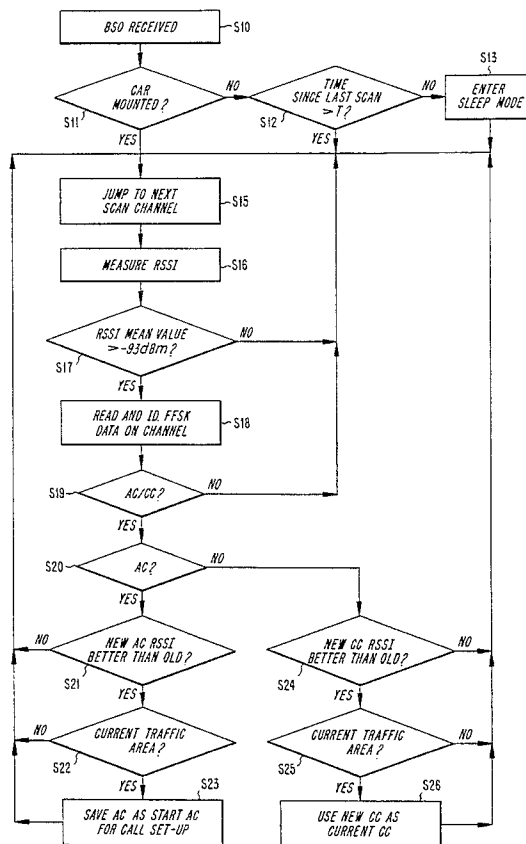 BSO RECEIVED
S10
CAR
MOUNTED?
S11
NO
YES
TIME
SINCE LAST SCAN
> T?
S12
NO
YES
S13
ENTER
SLEEP MODE
JUMP TO NEXT
SCAN CHANNEL
S15
MEASURE RSSI
S16
RSSI MEAN VALUE
> -93dBm?
S17
NO
YES
READ AND ID. FFSK
DATA ON CHANNEL
S18
AC/CC?
S19
NO
YES
AC?
S20
NO
YES
NO
NEW AC RSSI
BETTER THAN OLD?
S21
YES
NEW CC RSSI
BETTER THAN OLD?
S24
NO
YES
NO
CURRENT TRAFFIC
AREA?
S22
YES
CURRENT TRAFFIC
AREA?
S25
NO
YES
S23
SAVE AC AS START AC
FOR CALL SET-UP
S26
USE NEW CC AS
CURRENT CC